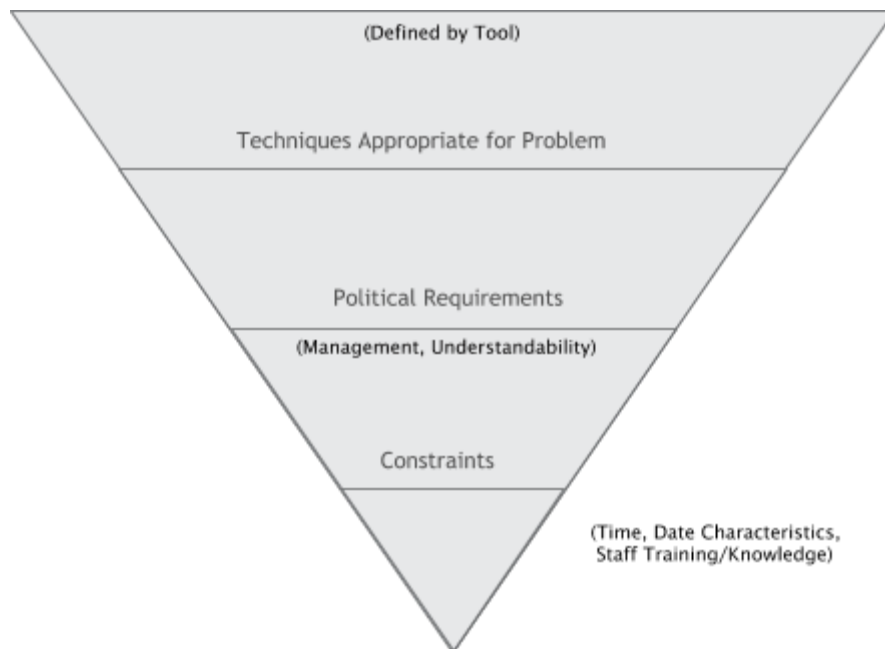 (Defined by Tool)
Techniques Appropriate for Problem
Political Requirements
(Management, Understandability)
Constraints
(Time, Date Characteristics,
Staff Training/Knowledge)